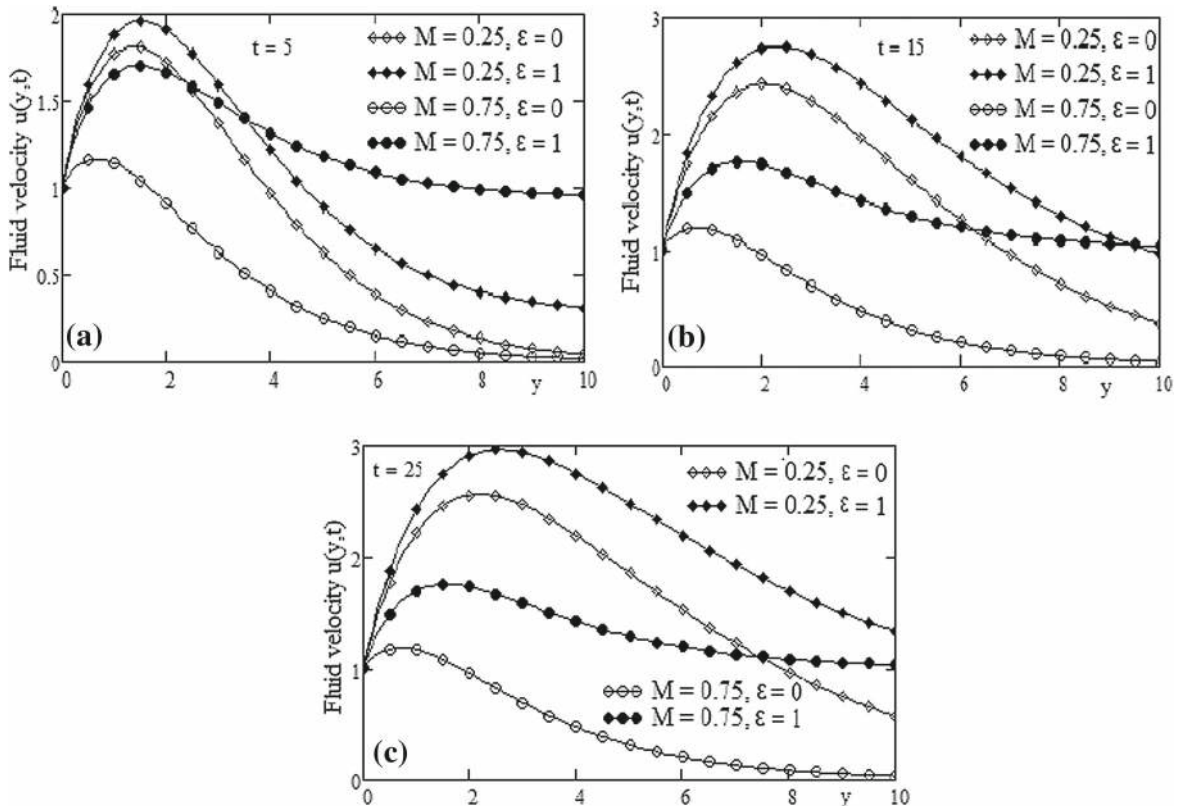 2
1.5
1
0.5
0
Fluid velocity u(y,t)
t = 5
M = 0.25, ε = 0
M = 0.25, ε = 1
M = 0.75, ε = 0
M = 0.75, ε = 1
(a)
0 2 4 6 8 y 10
3
2
1
0
Fluid velocity u(y,t)
t = 15
M = 0.25, ε = 0
M = 0.25, ε = 1
M = 0.75, ε = 0
M = 0.75, ε = 1
(b)
0 2 4 6 8 y 10
3
2
1
0
Fluid velocity u(y,t)
t = 25
M = 0.25, ε = 0
M = 0.25, ε = 1
M = 0.75, ε = 0
M = 0.75, ε = 1
(c)
0 2 4 6 8 y 10